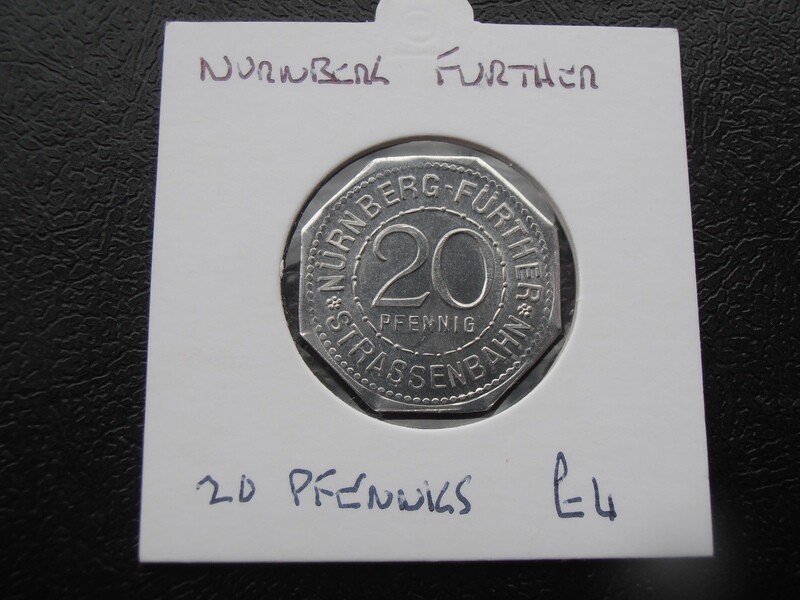 NURNBERG FURTHER
NÜRNBERG-FÜRTHER
20
PFENNIG
STRASSENBAHN
20 PFENNIGS £4